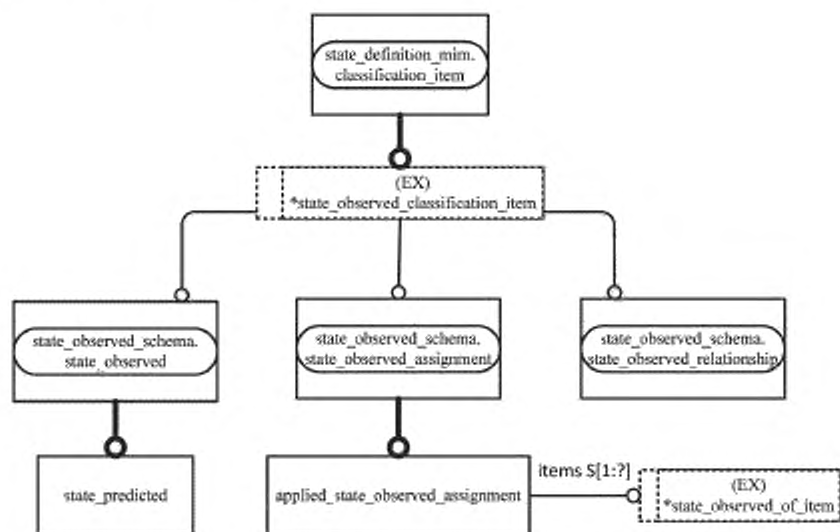 state_definition_mim.
classification_item
(EX)
*state_observed_classification_item
state_observed_schema.
state_observed
state_observed_schema.
state_observed_assignment
state_observed_schema.
state_observed_relationship
state_predicted
applied_state_observed_assignment
items S[1:?]
(EX)
*state_observed_of_item